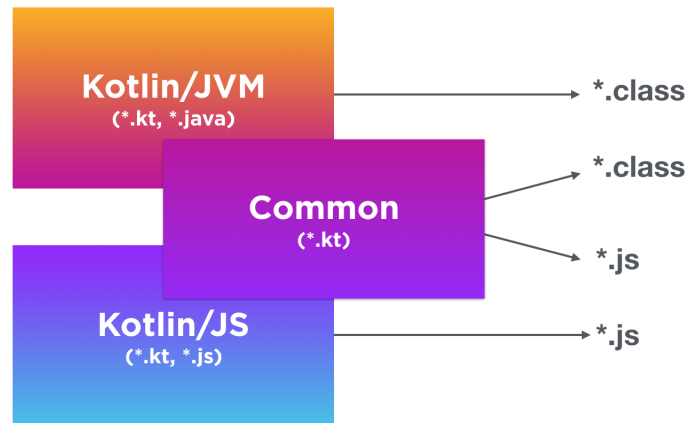 Kotlin/JVM
(*.kt, *.java)
*.class
*.class
Common
(*.kt)
*.js
Kotlin/JS
(*.kt, *.js)
*.js